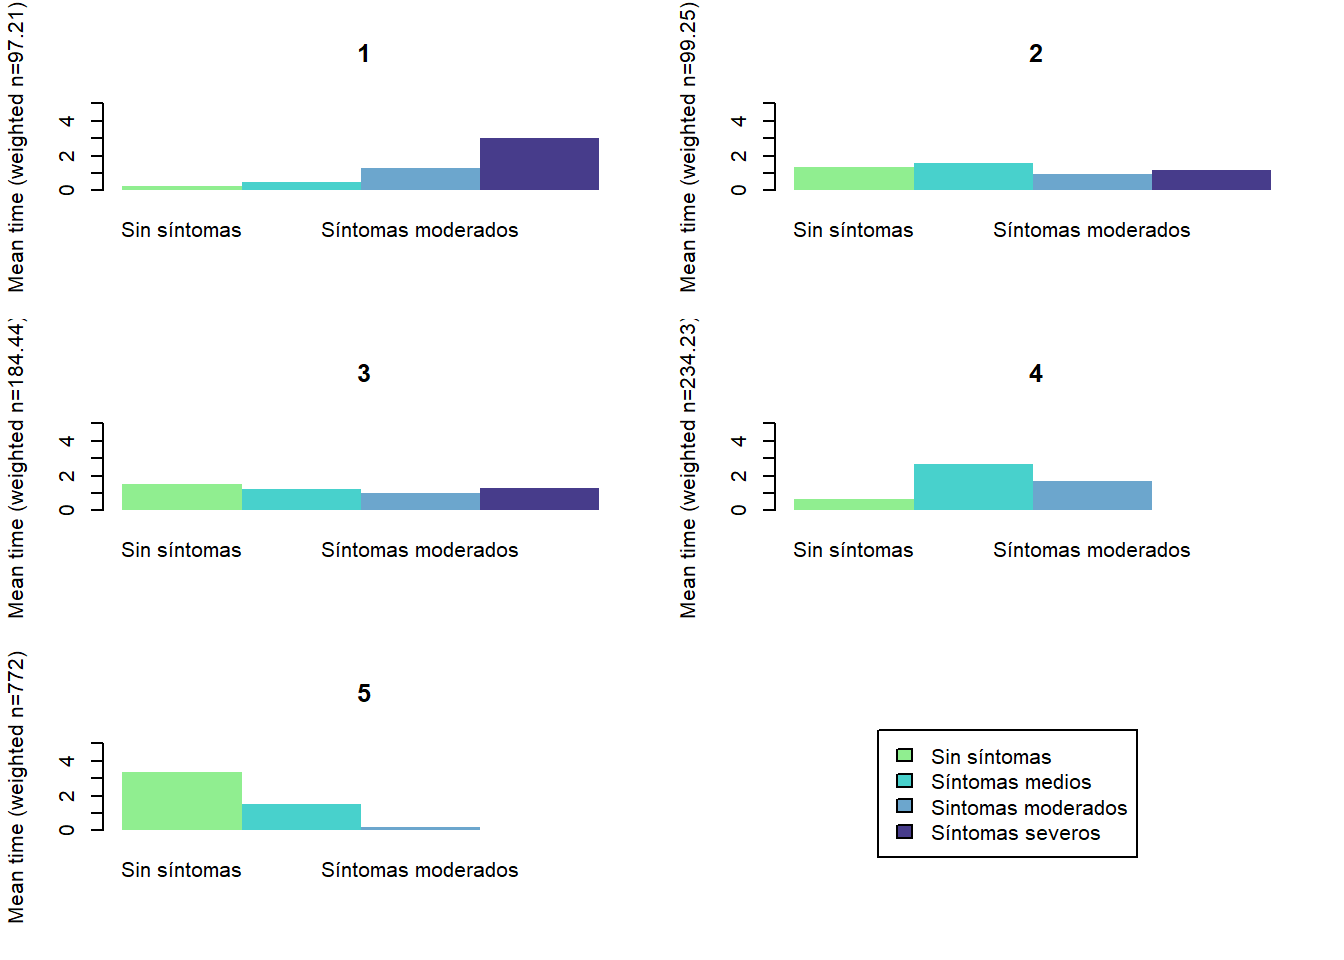 1
Mean time (weighted n=97.21)
0 2 4
Sin síntomas Síntomas moderados
2
Mean time (weighted n=99.25)
0 2 4
Sin síntomas Síntomas moderados
3
Mean time (weighted n=184.44)
0 2 4
Sin síntomas Síntomas moderados
4
Mean time (weighted n=234.23)
0 2 4
Sin síntomas Síntomas moderados
5
Mean time (weighted n=772)
0 2 4
Sin síntomas Síntomas moderados
Sin síntomas
Síntomas medios
Sintomas moderados
Síntomas severos